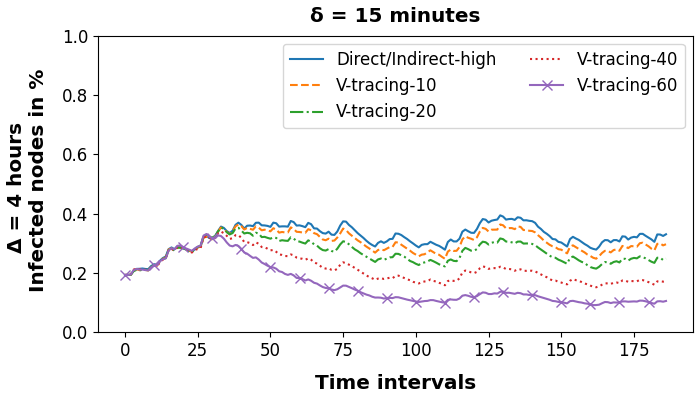 δ = 15 minutes
Δ = 4 hours
Infected nodes in %
1.0
0.8
0.6
0.4
0.2
0.0
Direct/Indirect-high
V-tracing-10
V-tracing-20
V-tracing-40
V-tracing-60
0 25 50 75 100 125 150 175
Time intervals